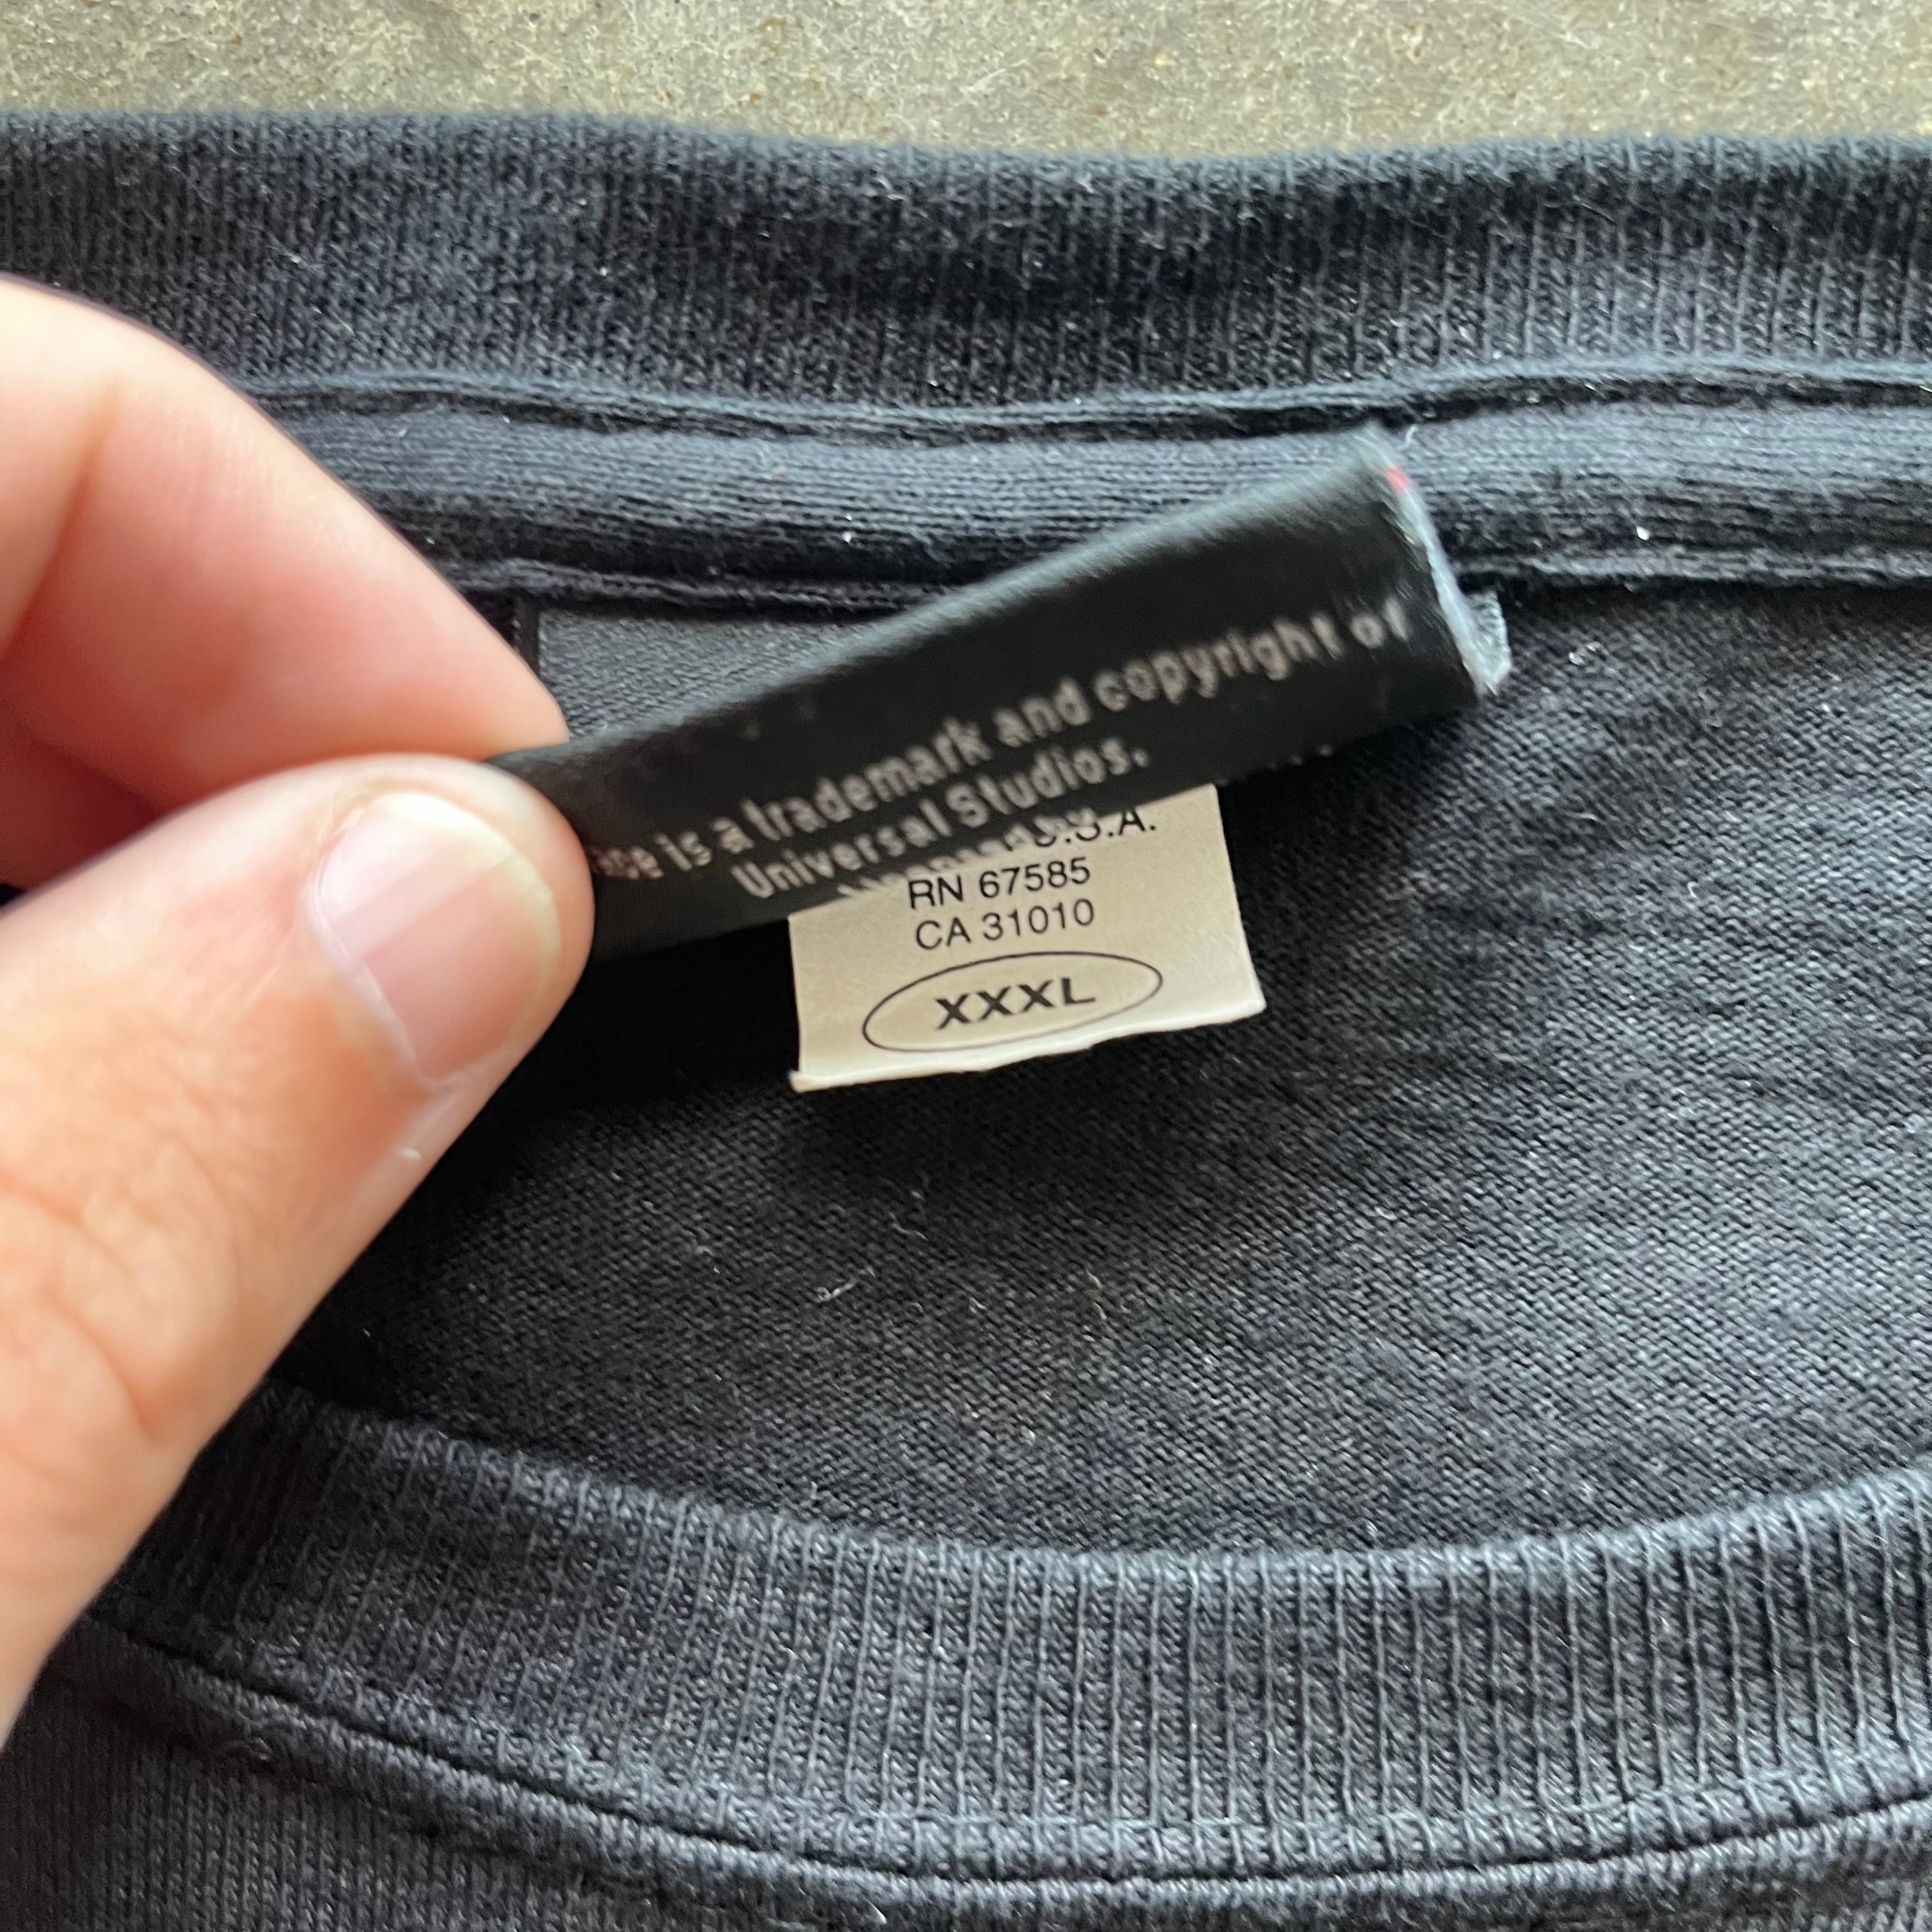 is a trademark and copyright of
Universal Studios.
U.S.A.
RN 67585
CA 31010
XXXL